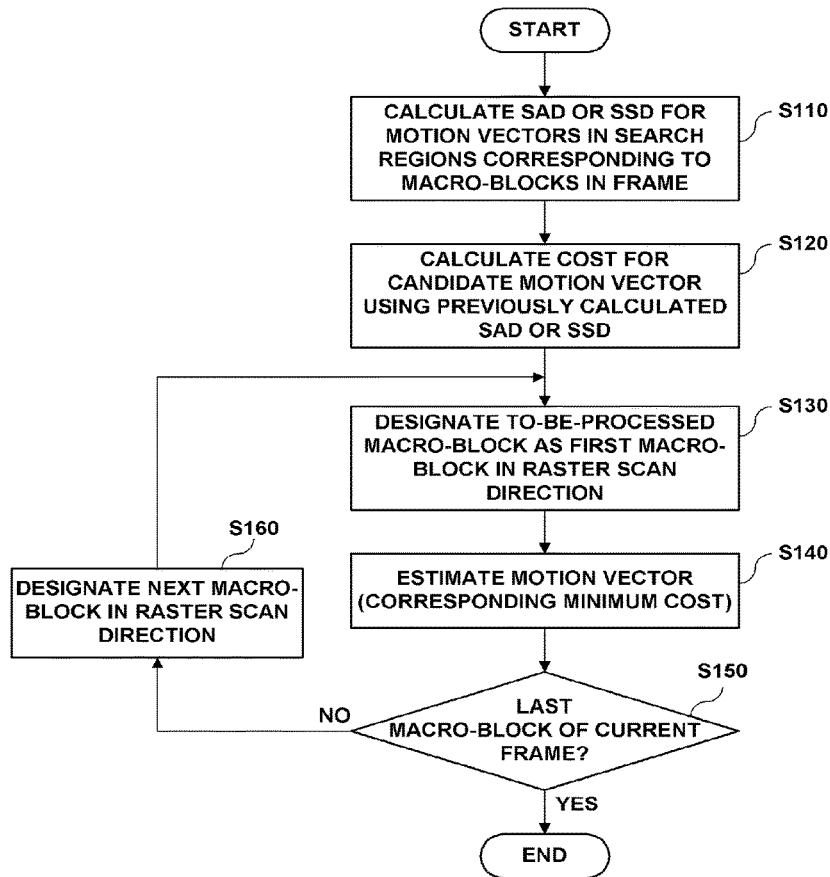 START
CALCULATE SAD OR SSD FOR
MOTION VECTORS IN SEARCH
REGIONS CORRESPONDING TO
MACRO-BLOCKS IN FRAME
S110
CALCULATE COST FOR
CANDIDATE MOTION VECTOR
USING PREVIOUSLY CALCULATED
SAD OR SSD
S120
DESIGNATE TO-BE-PROCESSED
MACRO-BLOCK AS FIRST MACRO-
BLOCK IN RASTER SCAN
DIRECTION
S130
S160
DESIGNATE NEXT MACRO-
BLOCK IN RASTER SCAN
DIRECTION
ESTIMATE MOTION VECTOR
(CORRESPONDING MINIMUM COST)
S140
S150
LAST
MACRO-BLOCK OF CURRENT
FRAME?
NO
YES
END